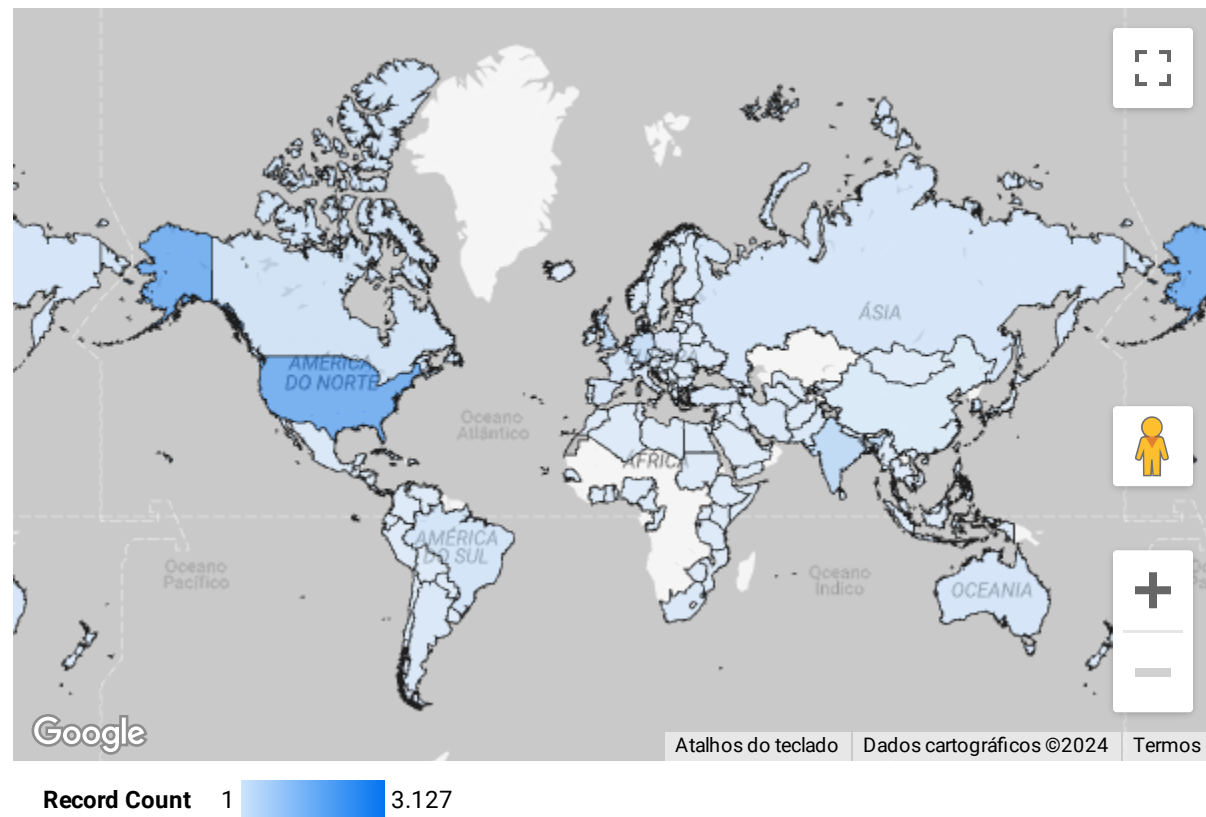 ÁSIA
AMÉRICA
DO NORTE
EUROPA
Oceano
Atlântico
ÁFRICA
AMÉRICA
DO SUL
Oceano
Pacífico
Oceano
Índico
OCEANIA
Google
Atalhos do teclado
Dados cartográficos ©2024
Termos
Record Count 1 3.127